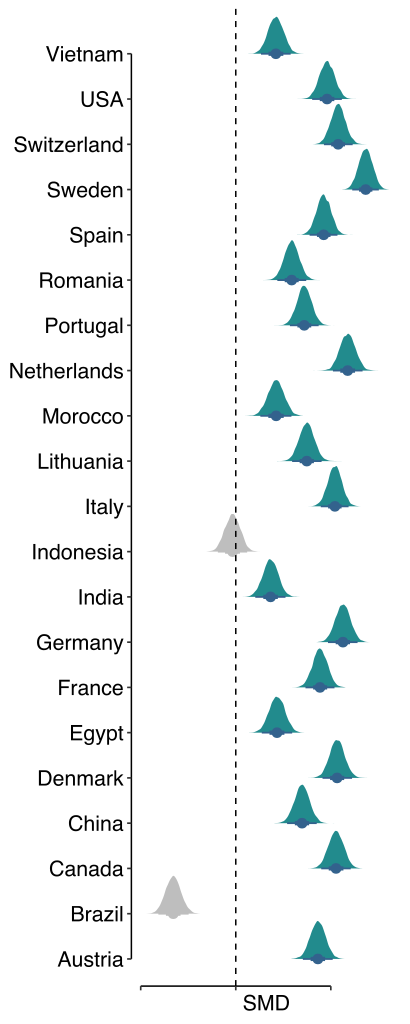 Vietnam
USA
Switzerland
Sweden
Spain
Romania
Portugal
Netherlands
Morocco
Lithuania
Italy
Indonesia
India
Germany
France
Egypt
Denmark
China
Canada
Brazil
Austria
SMD